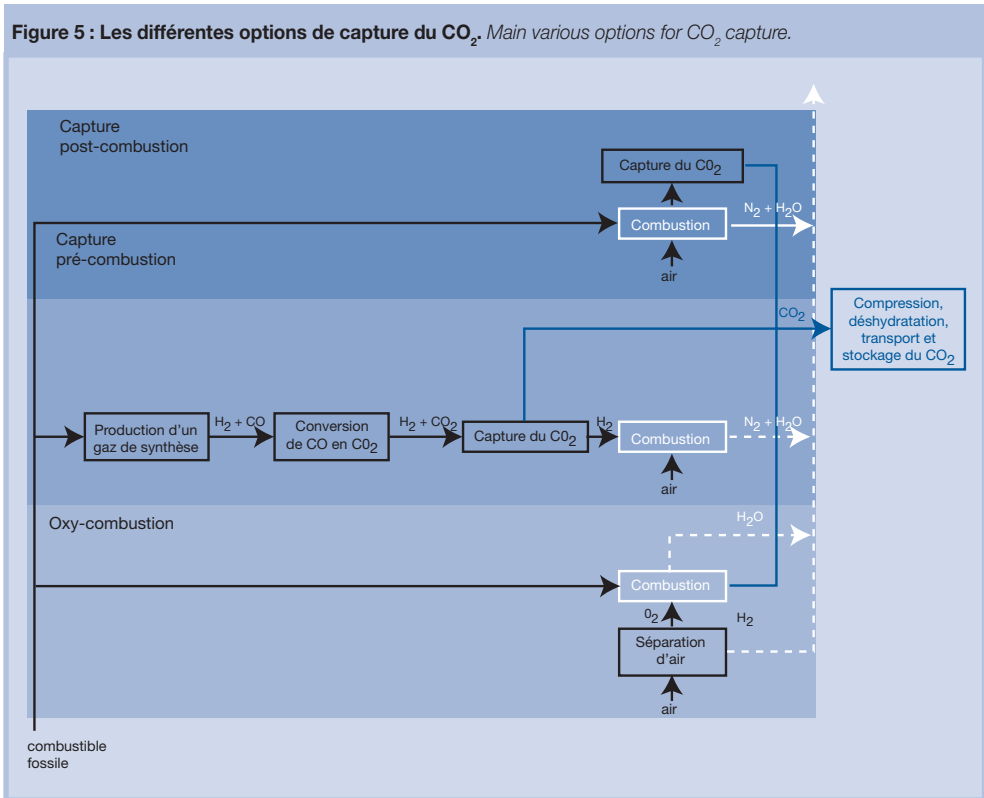 Figure 5 : Les différentes options de capture du CO2. Main various options for CO2 capture.
Capture
post-combustion
Capture du C02
N2 + H2O
Combustion
Capture
pré-combustion
air
CO2
Compression,
déshydratation,
transport et
stockage du CO2
Production d'un
gaz de synthèse
H2 + CO
Conversion
de CO en C02
H2 + CO2
Capture du C02
H2
Combustion
N2 + H2O
air
Oxy-combustion
H2O
Combustion
02
H2
Séparation
d'air
air
combustible
fossile